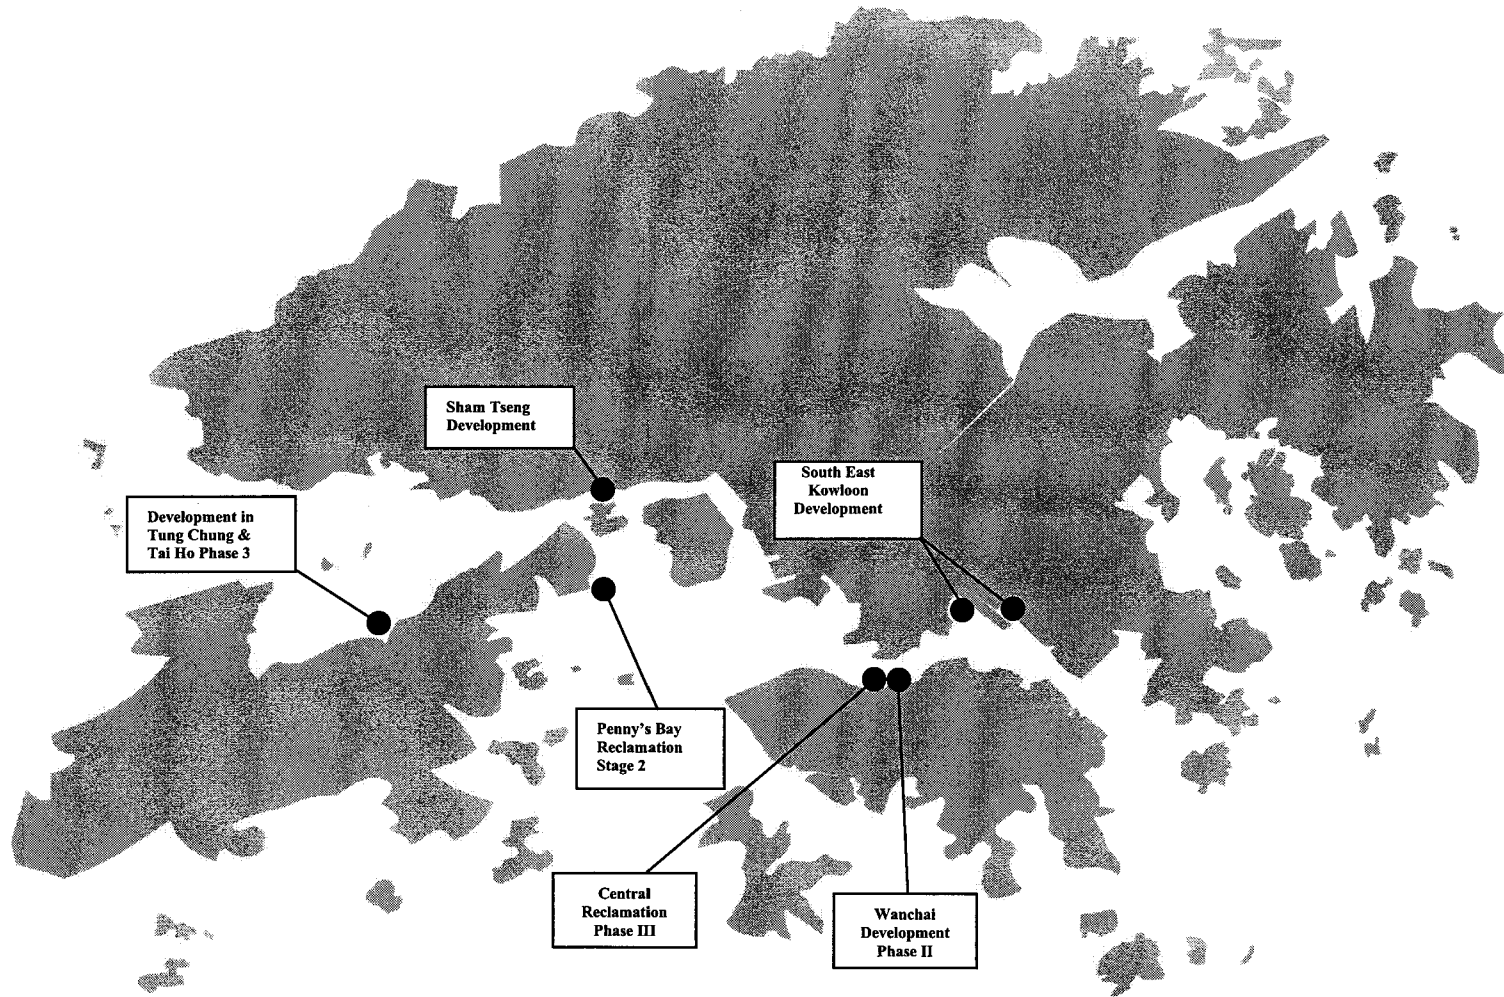 Sham Tseng
Development
South East
Kowloon
Development
Development in
Tung Chung &
Tai Ho Phase 3
Penny's Bay
Reclamation
Stage 2
Central
Reclamation
Phase III
Wanchai
Development
Phase II